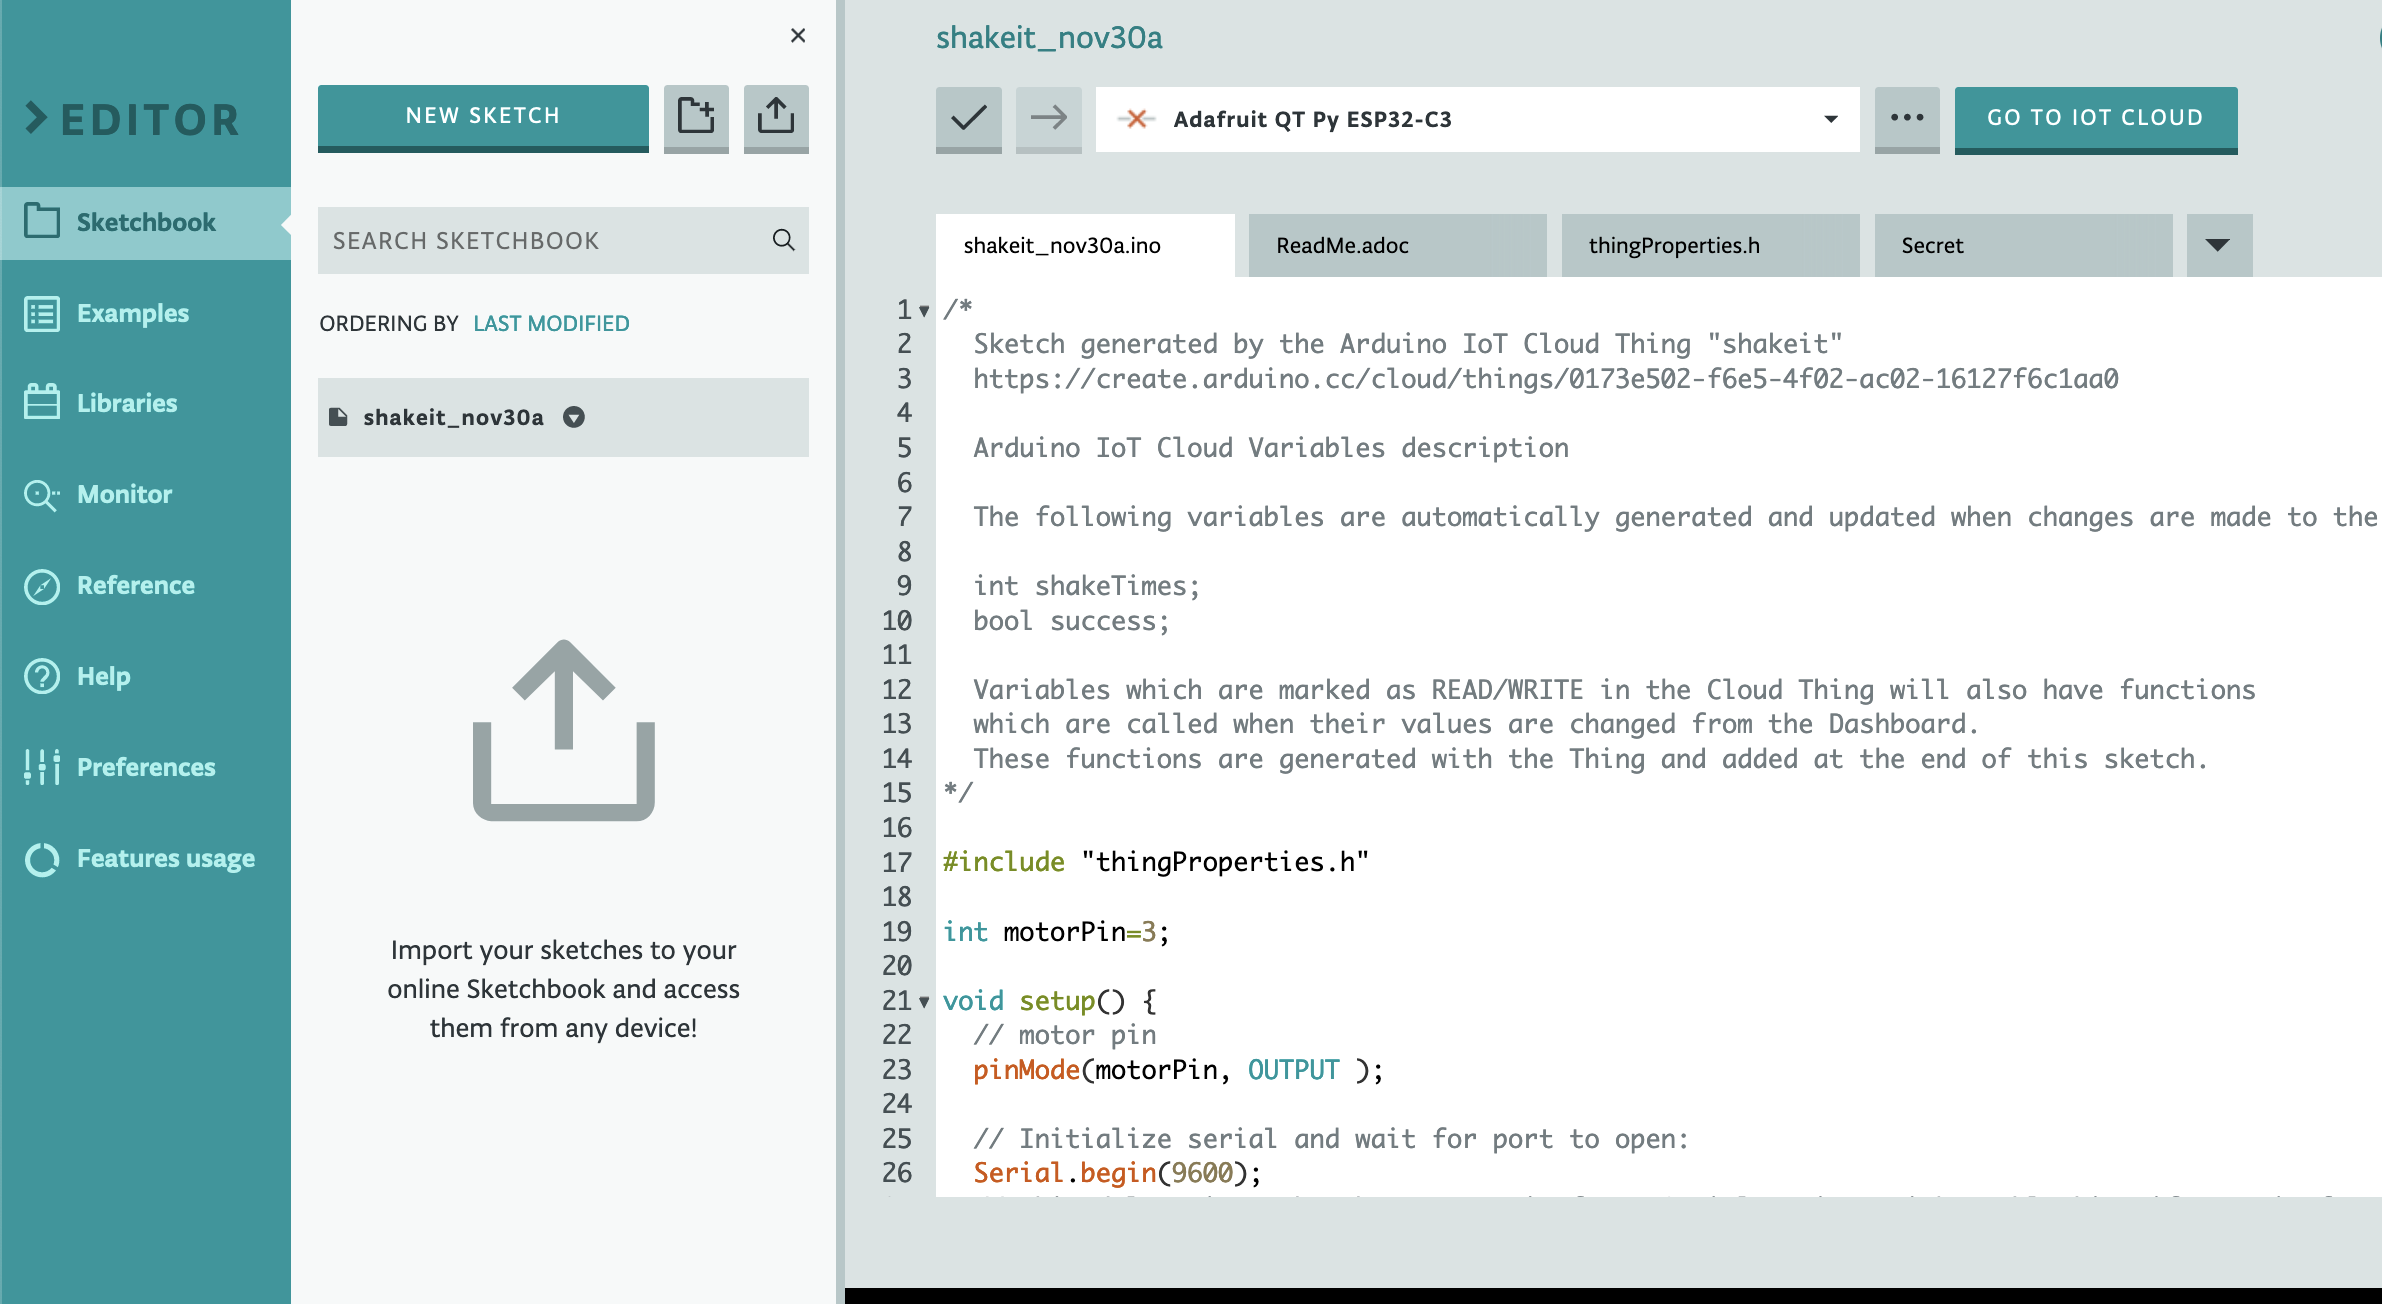 EDITOR
Sketchbook
Examples
Libraries
Monitor
Reference
Help
Preferences
Features usage
NEW SKETCH
SEARCH SKETCHBOOK
ORDERING BY LAST MODIFIED
shakeit_nov30a
Import your sketches to your
online Sketchbook and access
them from any device!
shakeit_nov30a
Adafruit QT Py ESP32-C3
GO TO IOT CLOUD
shakeit_nov30a.ino ReadMe.adoc thingProperties.h Secret
1 /*
2 Sketch generated by the Arduino IoT Cloud Thing "shakeit"
3 https://create.arduino.cc/cloud/things/0173e502-f6e5-4f02-ac02-16127f6c1aa0
4
5 Arduino IoT Cloud Variables description
6
7 The following variables are automatically generated and updated when changes are made to the
8
9 int shakeTimes;
10 bool success;
11
12 Variables which are marked as READ/WRITE in the Cloud Thing will also have functions
13 which are called when their values are changed from the Dashboard.
14 These functions are generated with the Thing and added at the end of this sketch.
15 */
16
17 #include "thingProperties.h"
18
19 int motorPin=3;
20
21 void setup() {
22 // motor pin
23 pinMode(motorPin, OUTPUT );
24
25 // Initialize serial and wait for port to open:
26 Serial.begin(9600);